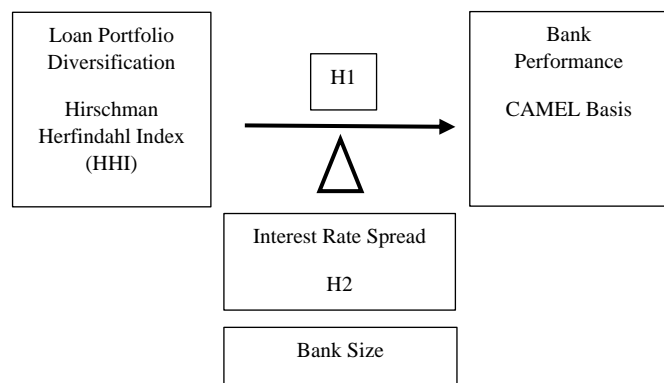 Loan Portfolio
Diversification
Hirschman
Herfindahl Index
(HHI)
H1
Bank
Performance
CAMEL Basis
Interest Rate Spread
H2
Bank Size